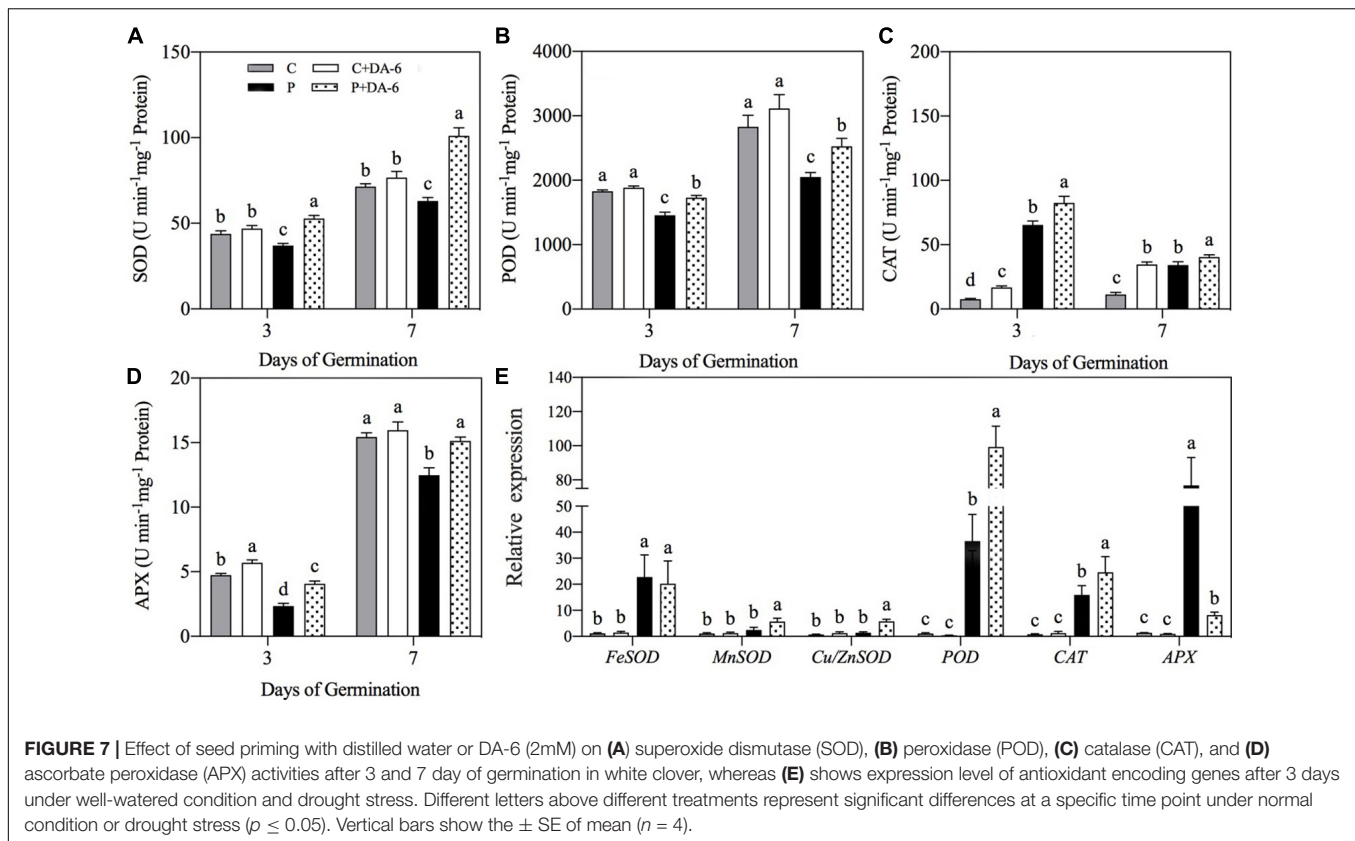 A
150
100
50
0
SOD (U min-1mg-1 Protein)
C C+DA-6
P P+DA-6
b b c a
b b c a
3 7
Days of Germination
B
4000
3000
2000
1000
0
POD (U min-1mg-1 Protein)
a a c b
a a c b
3 7
Days of Germination
C
200
150
100
50
0
CAT (U min-1mg-1 Protein)
d c b a
c b b a
3 7
Days of Germination
D
20
15
10
5
0
APX (U min-1mg-1 Protein)
b a d c
a a b a
3 7
Days of Germination
E
140
120
100
80
50
40
30
20
10
0
Relative expression
b b a a
b b b a
b b b a
c c b a
c c b a
c c a b
FeSOD MnSOD Cu/ZnSOD POD CAT APX
FIGURE 7 | Effect of seed priming with distilled water or DA-6 (2mM) on (A) superoxide dismutase (SOD), (B) peroxidase (POD), (C) catalase (CAT), and (D)
ascorbate peroxidase (APX) activities after 3 and 7 day of germination in white clover, whereas (E) shows expression level of antioxidant encoding genes after 3 days
under well-watered condition and drought stress. Different letters above different treatments represent significant differences at a specific time point under normal
condition or drought stress (p ≤ 0.05). Vertical bars show the ± SE of mean (n = 4).